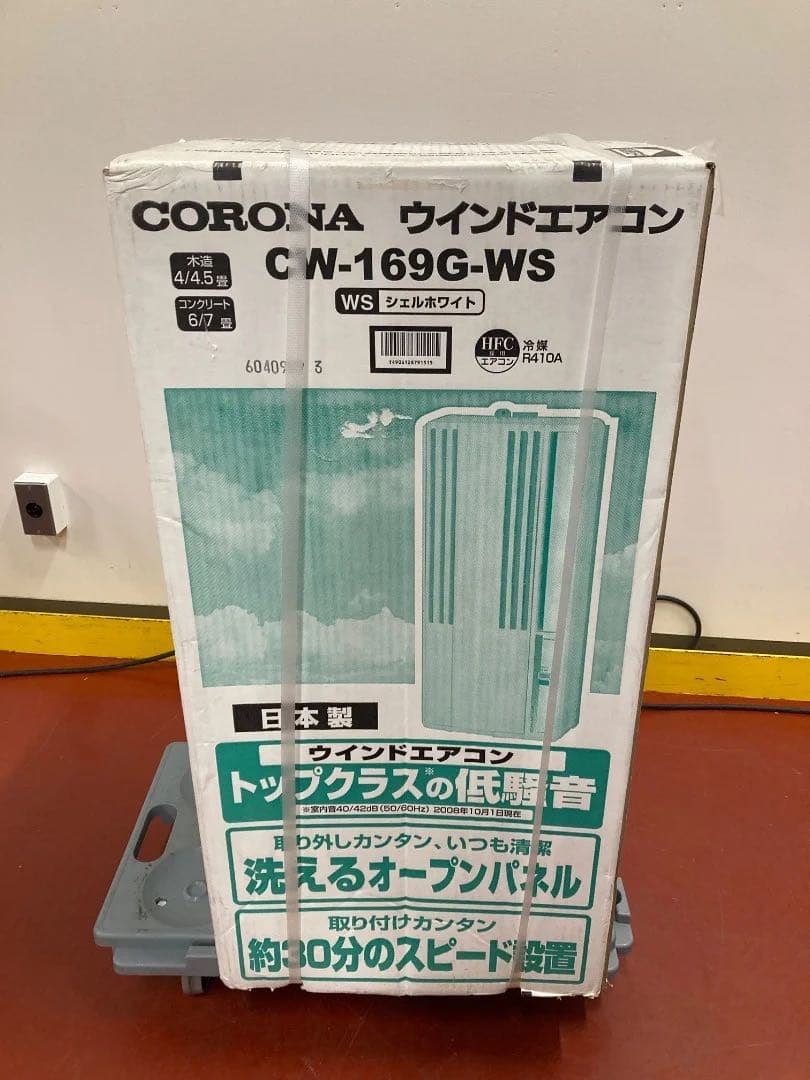 CORONA ウインドエアコン
木造
4/4.5畳
CW-169G-WS
コンクリート
6/7畳
WS シェルホワイト
HFC
採用
エアコン
冷媒
R410A
日本製
ウインドエアコン
トップクラス※の低騒音
※室内音40/42dB(50/60Hz) 2008年10月1日現在
取り外しカンタン、いつも清潔
洗えるオープンパネル
取り付けカンタン
約30分のスピード設置